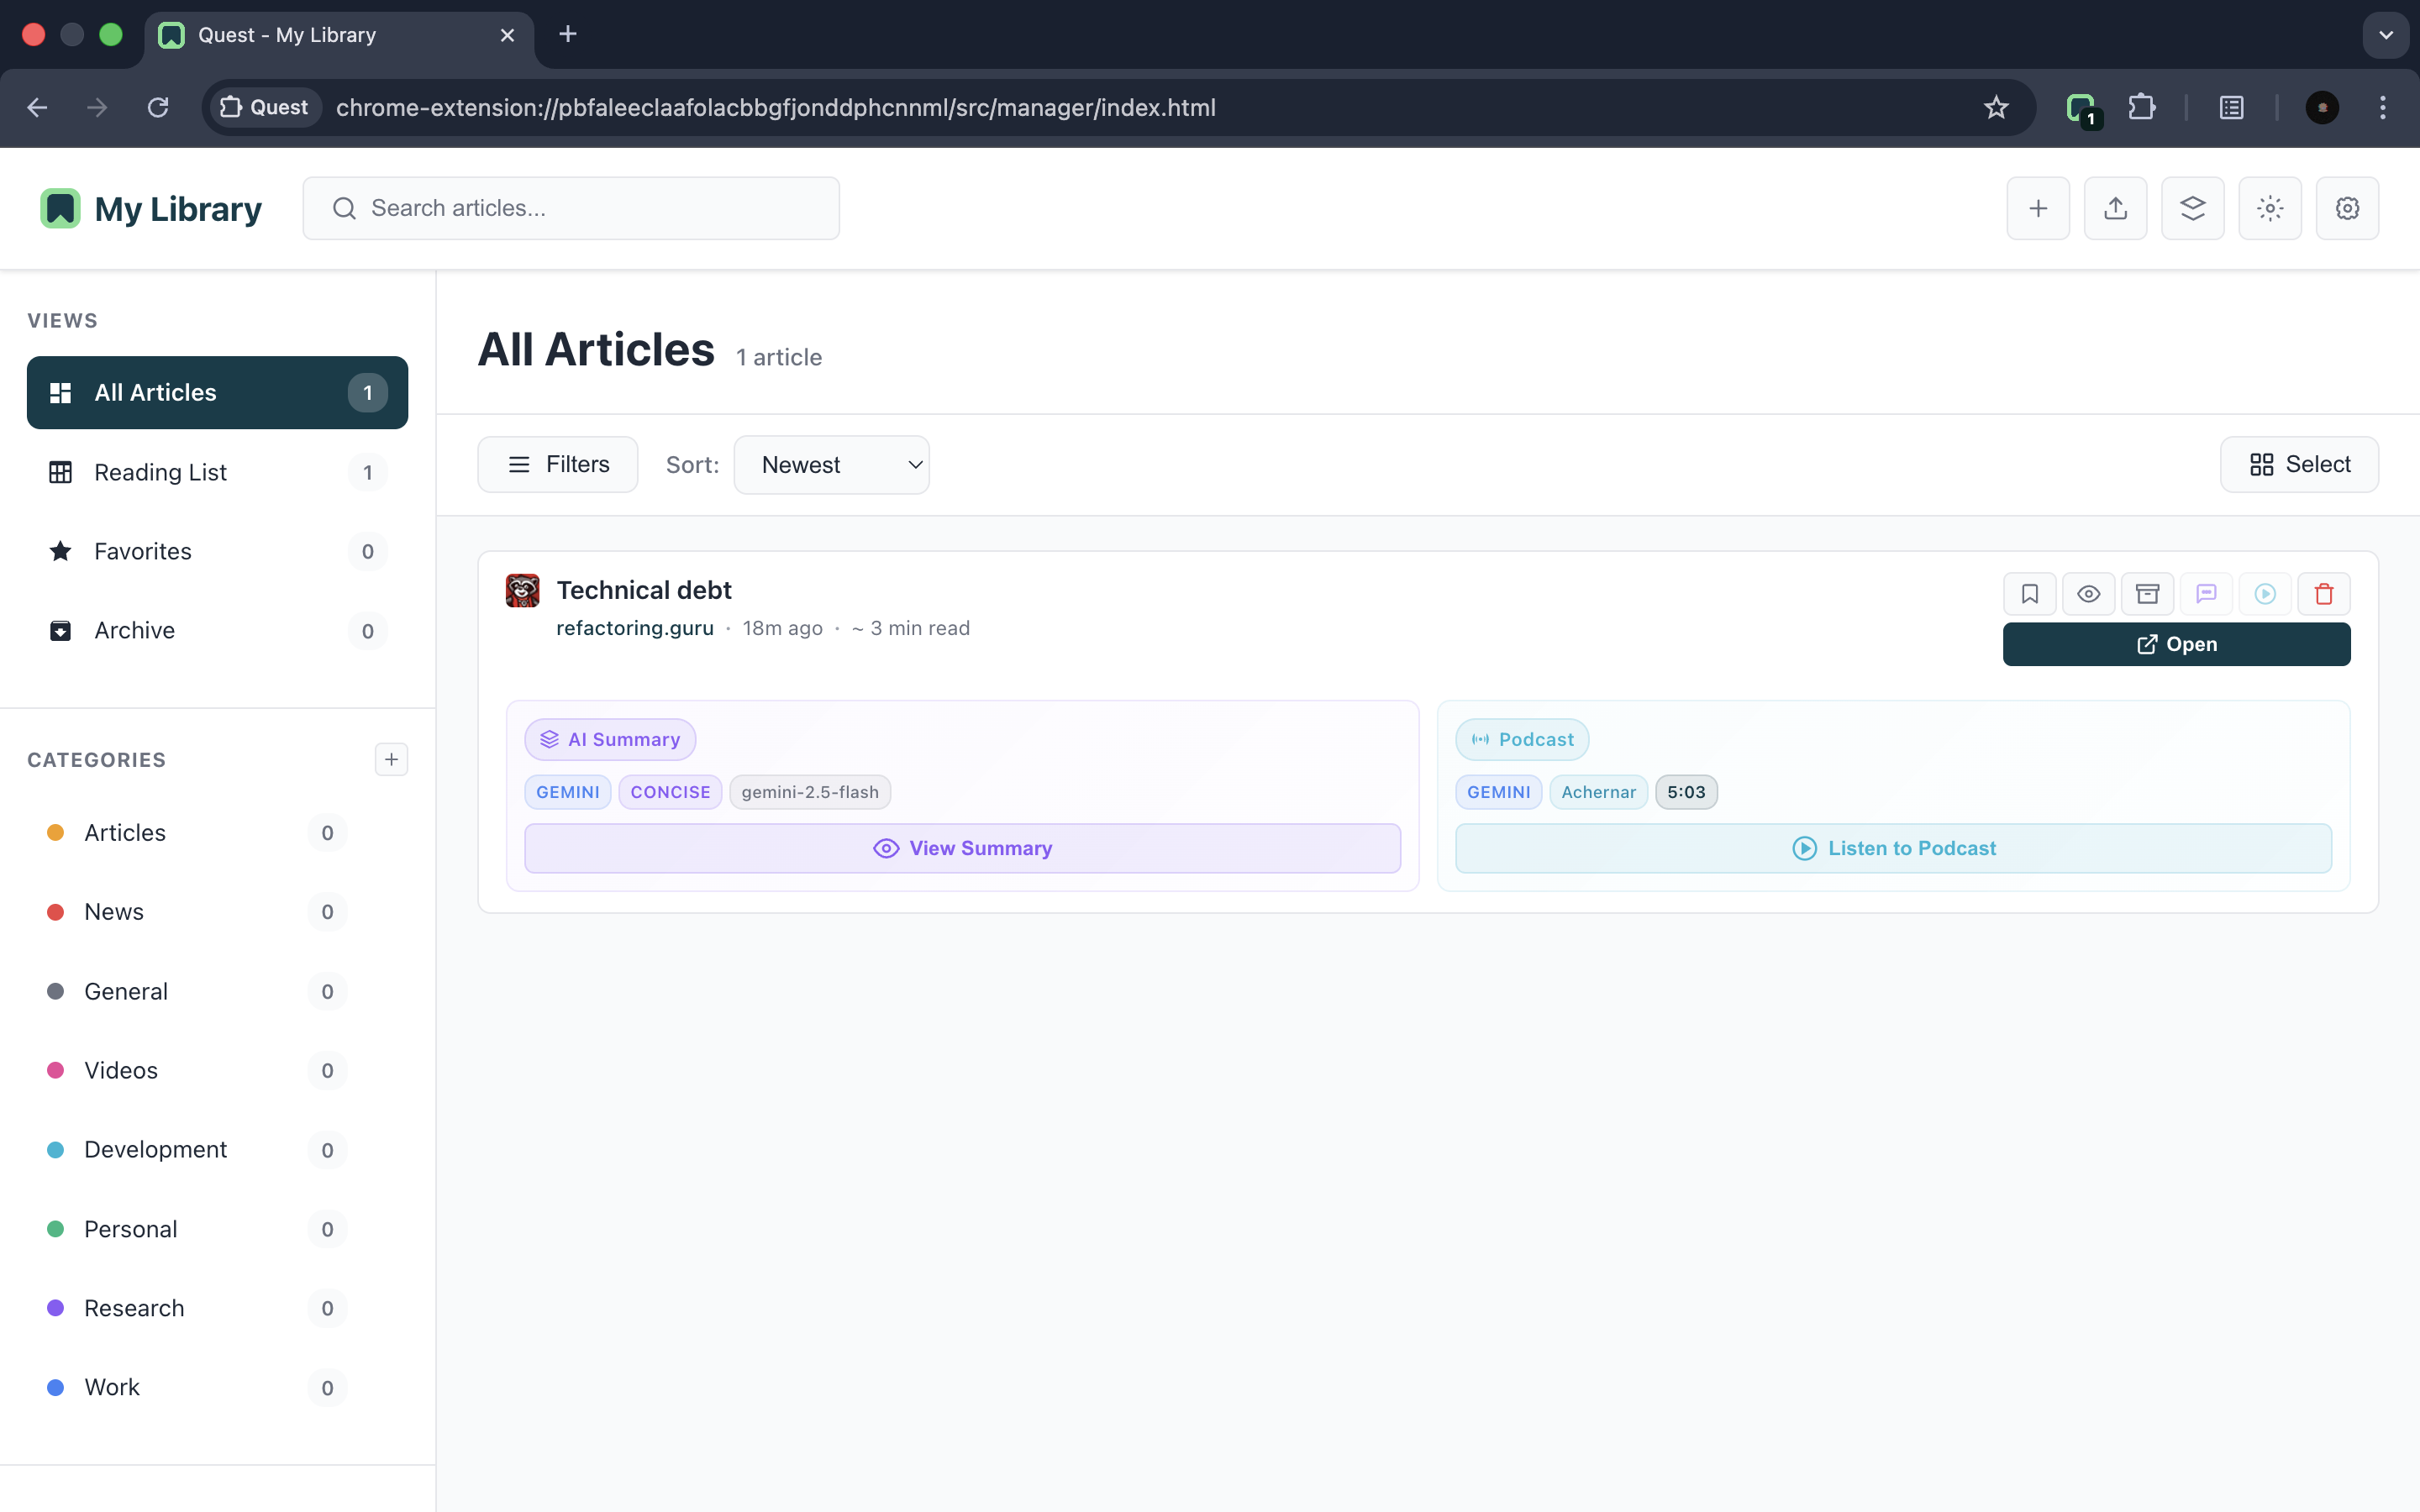 Quest - My Library
Quest
chrome-extension://pbfaleeclaafolacbbgfjonddphcnnml/src/manager/index.html
1
My Library
Search articles...
VIEWS
All Articles 1
Reading List 1
Favorites 0
Archive 0
CATEGORIES
Articles 0
News 0
General 0
Videos 0
Development 0
Personal 0
Research 0
Work 0
All Articles 1 article
Filters Sort: Newest Select
Technical debt
refactoring.guru · 18m ago · ~ 3 min read
Open
AI Summary
GEMINI CONCISE gemini-2.5-flash
View Summary
Podcast
GEMINI Achernar 5:03
Listen to Podcast